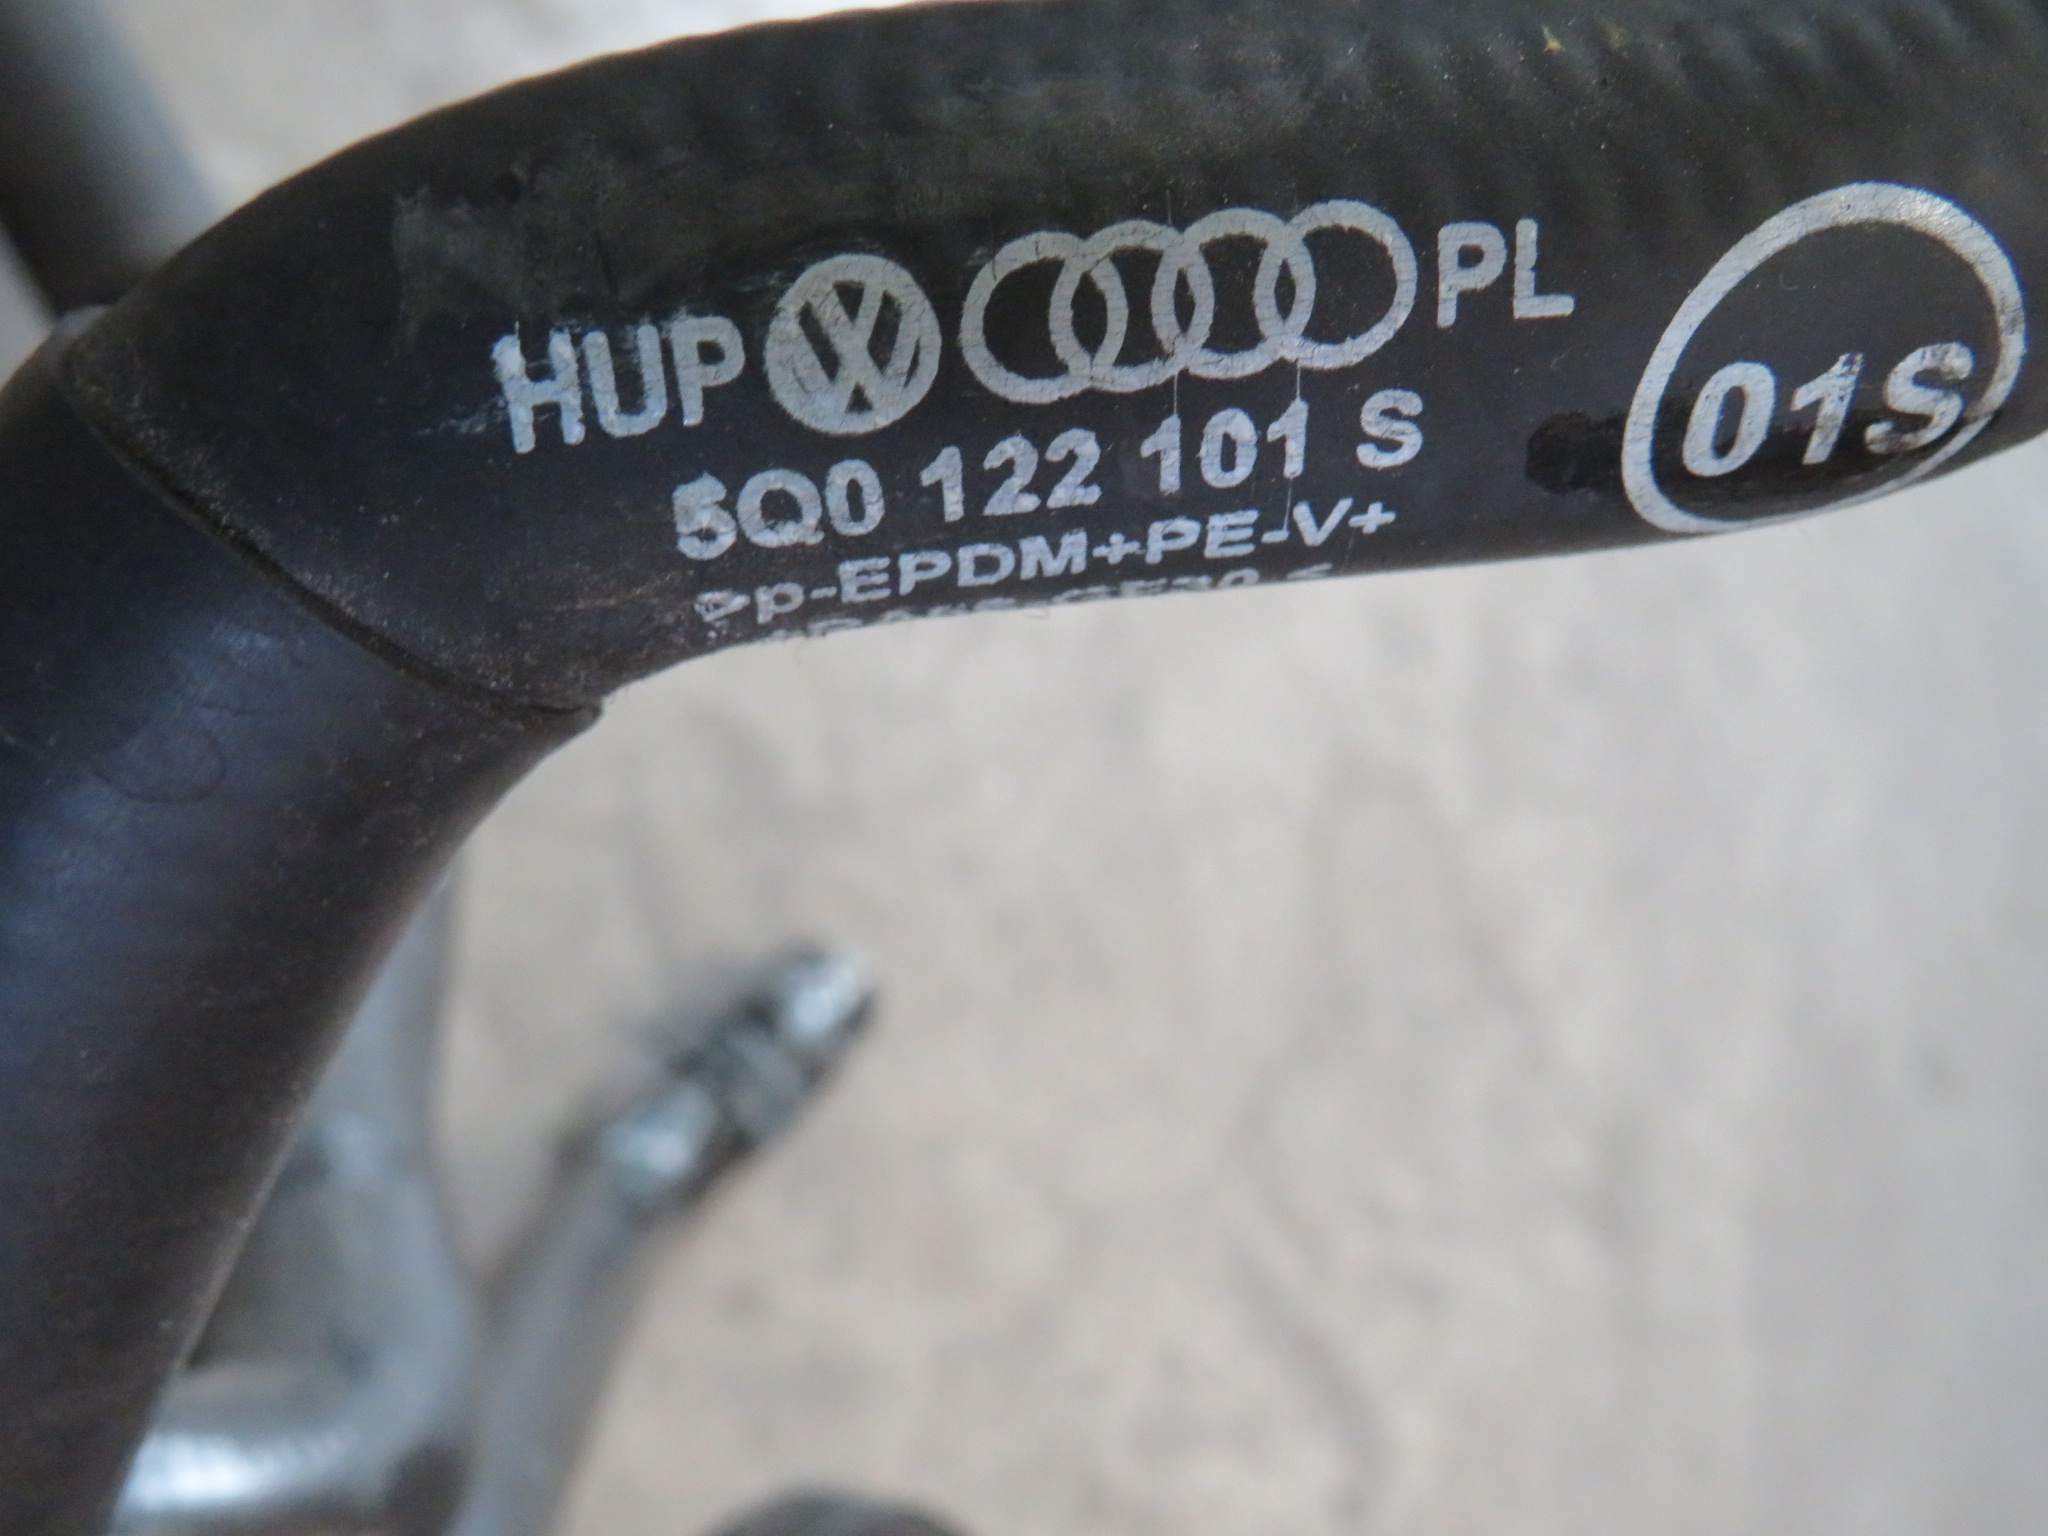 HUP PL
01S
5Q0 122 101 S
>p-EPDM+PE-V+